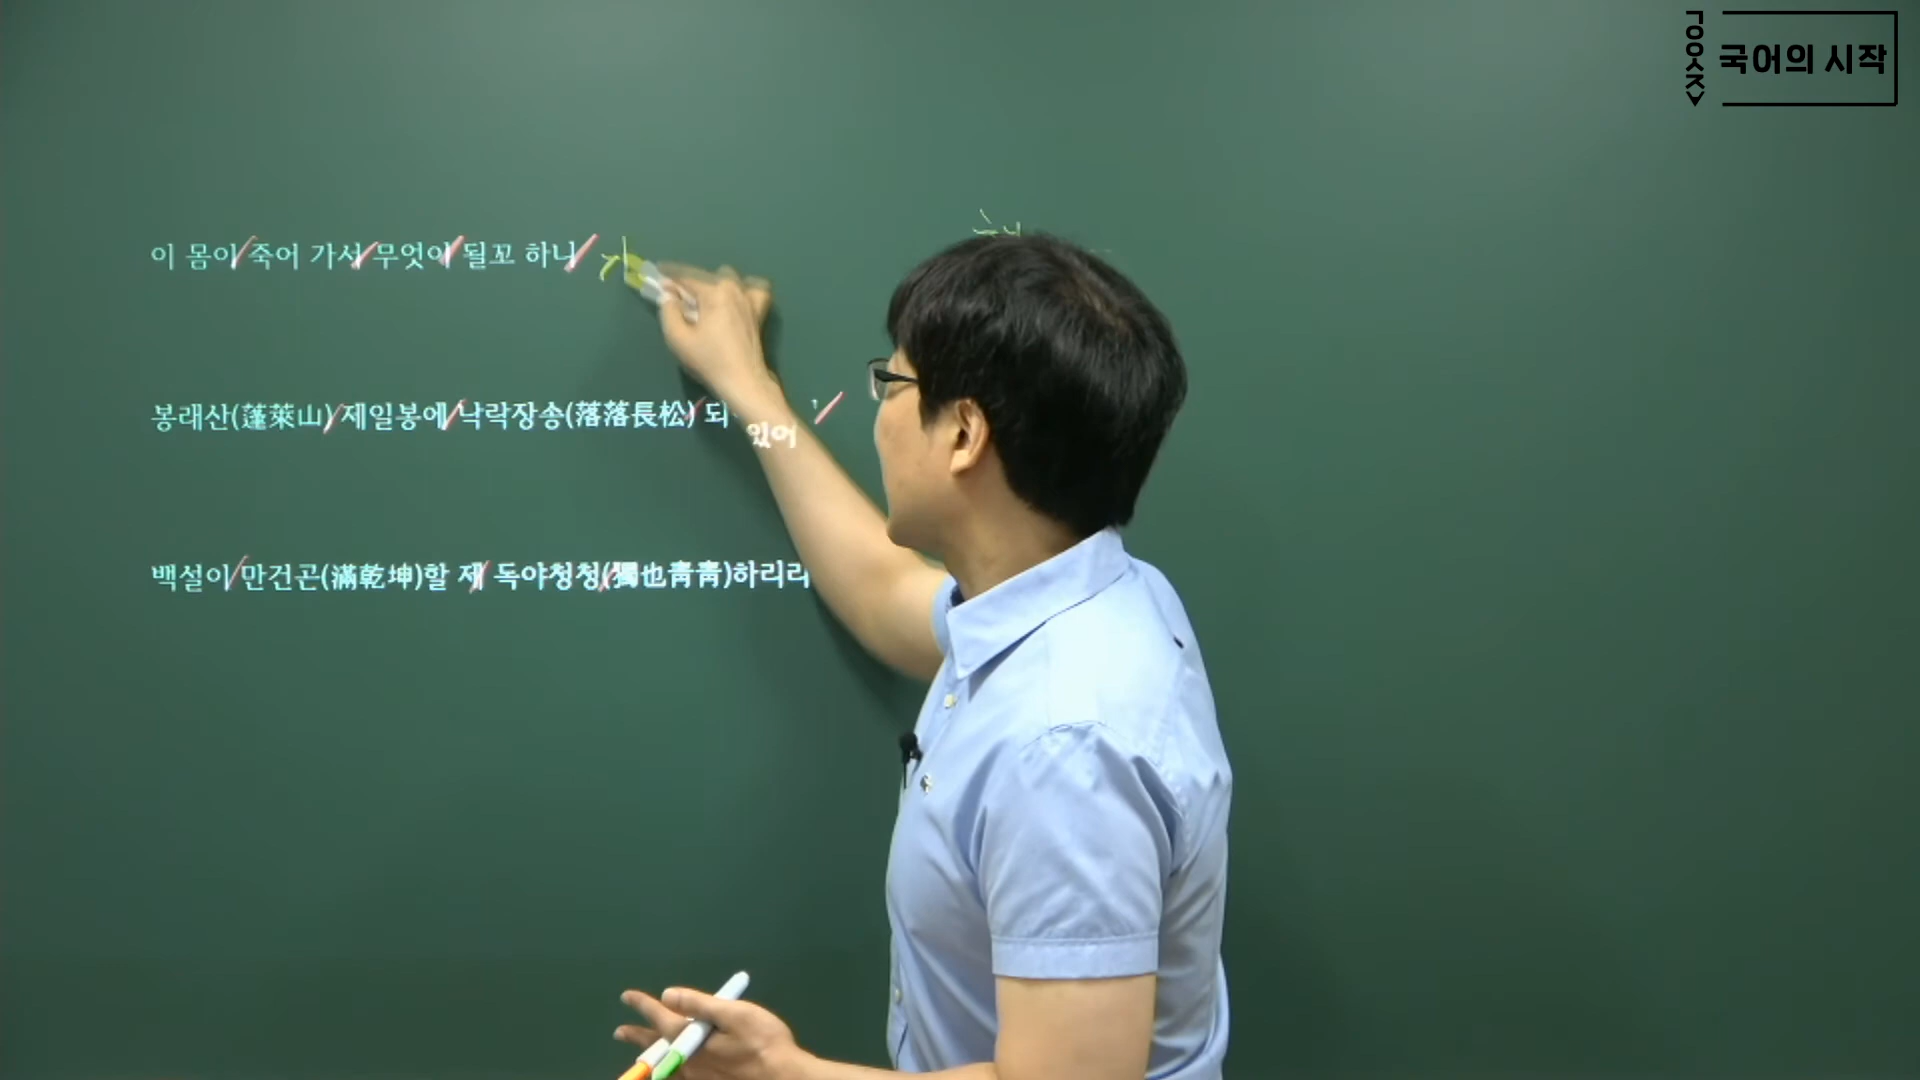 국어의 시작
이 몸이 죽어 가서 무엇이 될꼬 하니
봉래산(蓬萊山) 제일봉에 낙락장송(落落長松) 되
있어
백설이 만건곤(滿乾坤)할 제 독야청청(獨也靑靑)하리라